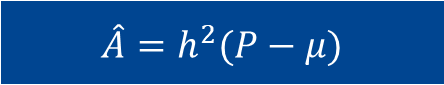 Â = h²(P − μ)